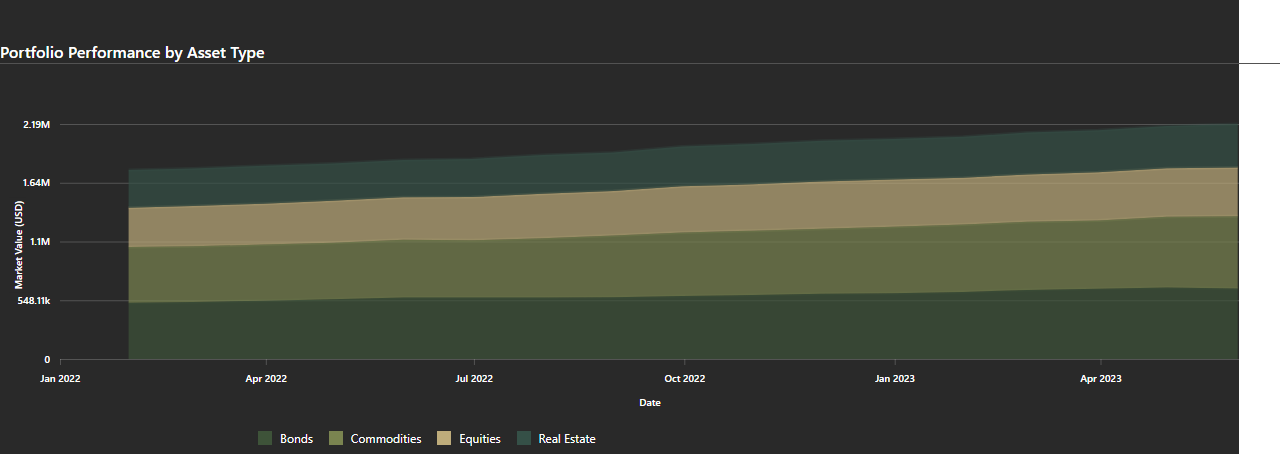 Portfolio Performance by Asset Type
2.19M
1.64M
1.1M
548.11k
0
Market Value (USD)
Jan 2022 Apr 2022 Jul 2022 Oct 2022 Jan 2023 Apr 2023
Date
Bonds Commodities Equities Real Estate